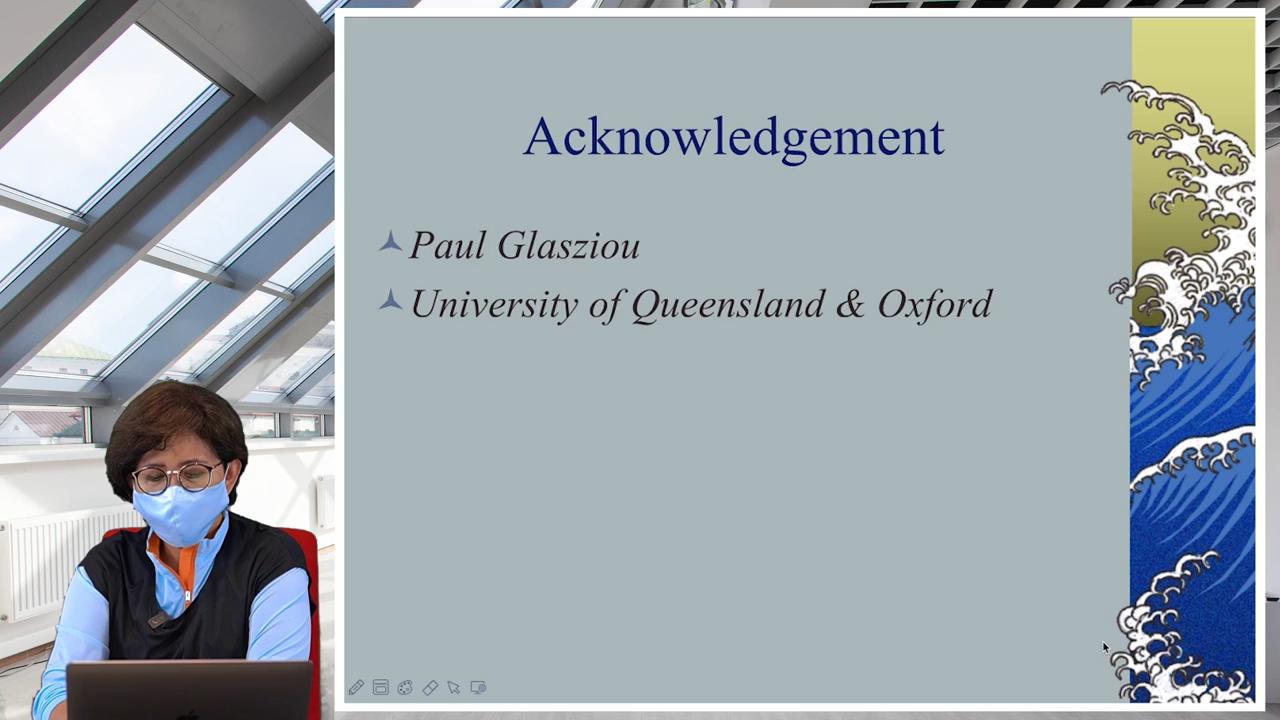 Acknowledgement
Paul Glasziou
University of Queensland & Oxford